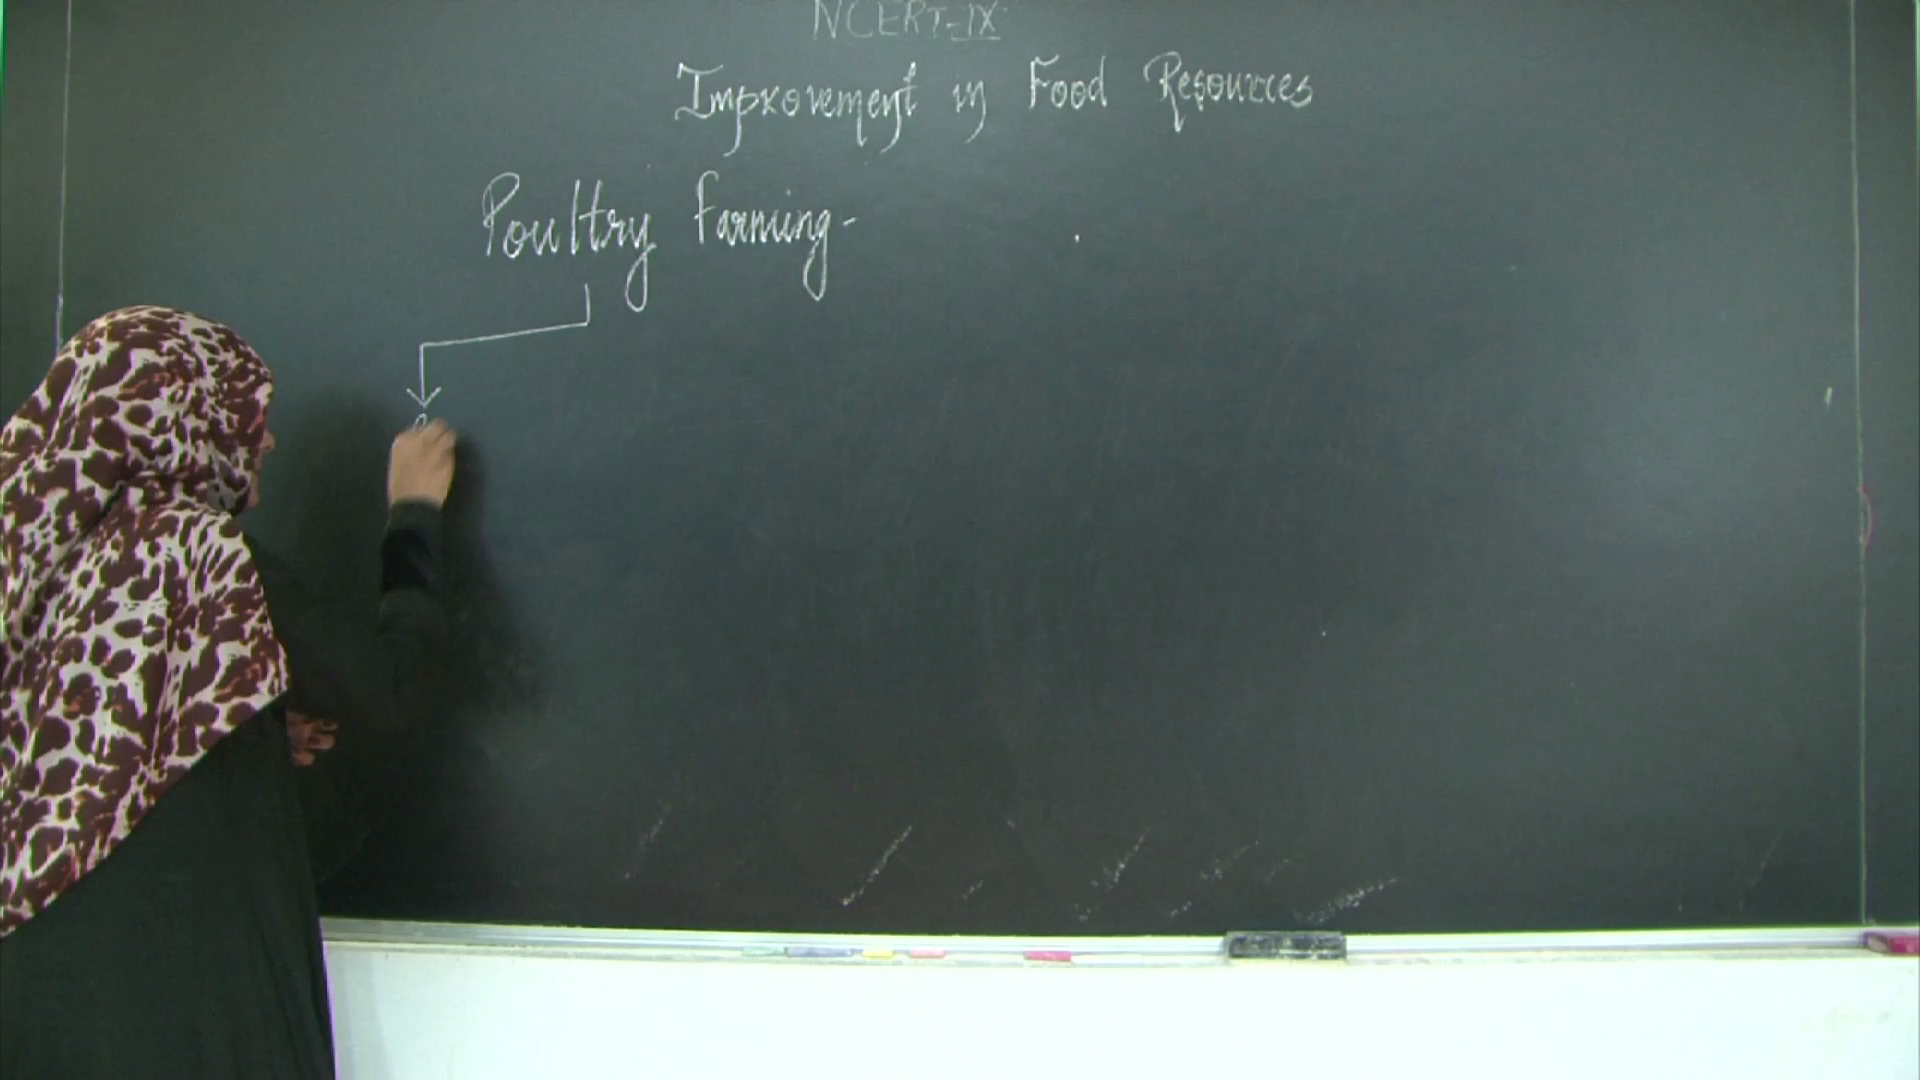 NCERT-IX
Improvement in Food Resources
Poultry Farming-